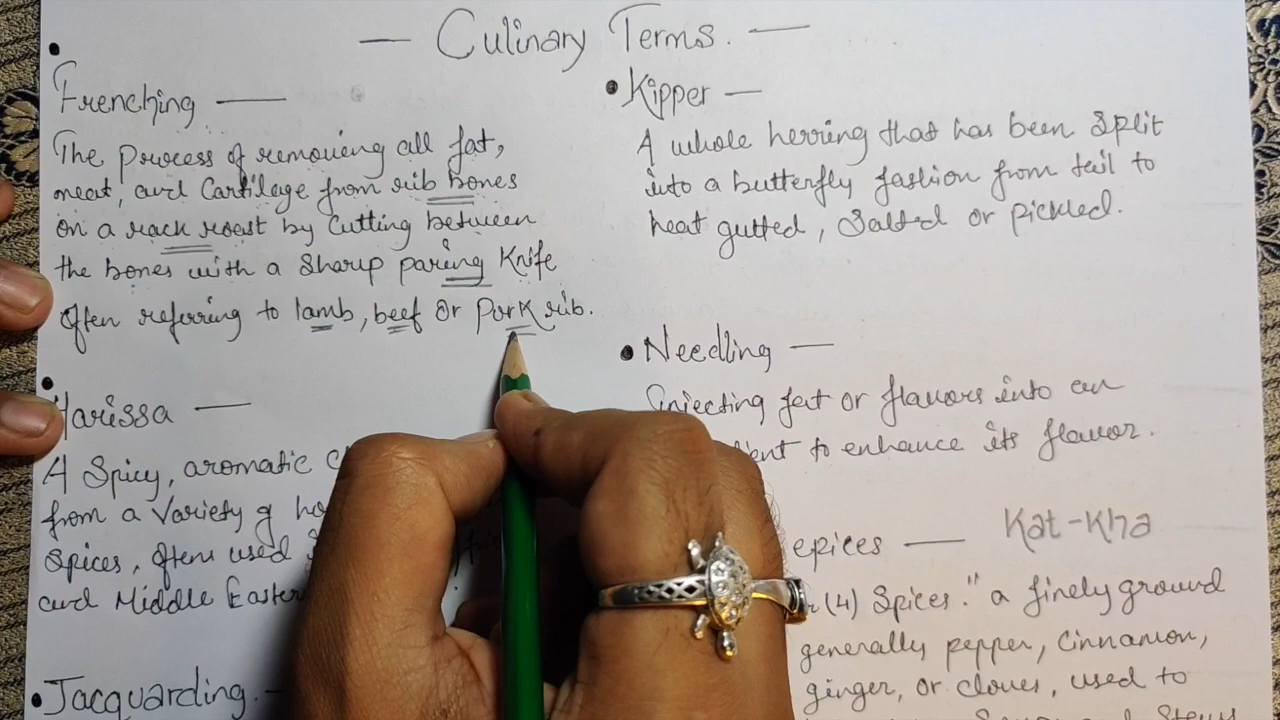 — Culinary Terms. —
• Frenching —
The process of removing all fat,
meat, and Cartilage from rib bones
on a rack roast by Cutting between
the bones with a Sharp paring Knife
Often referring to lamb, beef or Pork rib.
• Harissa —
A Spicy, aromatic
from a Variety of
Spices, Often used
and Middle Easter
• Jacquarding. —
• Kipper —
A whole herring that has been Split
into a butterfly fashion from tail to
heat gutted, Salted or pickled.
• Needling —
Injecting fat or flavors into an
to enhance its flavor.
epices —
Kat-Kha
(4) Spices." a finely ground
generally pepper, Cinnamon,
ginger, or cloves, used to